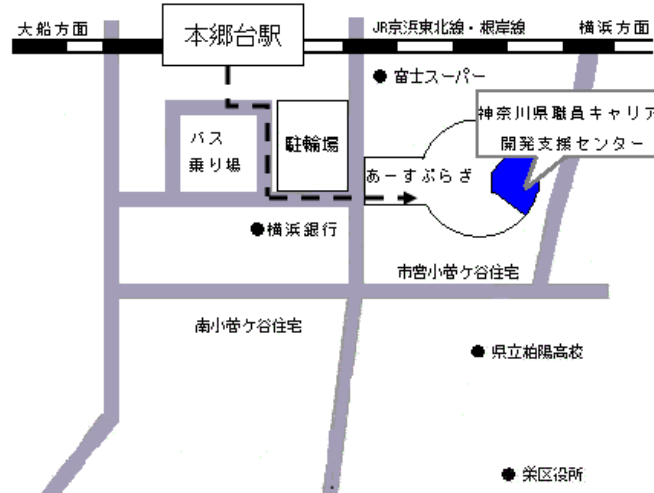 大船方面
本郷台駅
JR京浜東北線・根岸線
横浜方面
富士スーパー
神奈川県職員キャリア
開発支援センター
バス
乗り場
駐輪場
あーすぷらざ
横浜銀行
市営小菅ケ谷住宅
南小菅ケ谷住宅
県立柏陽高校
栄区役所